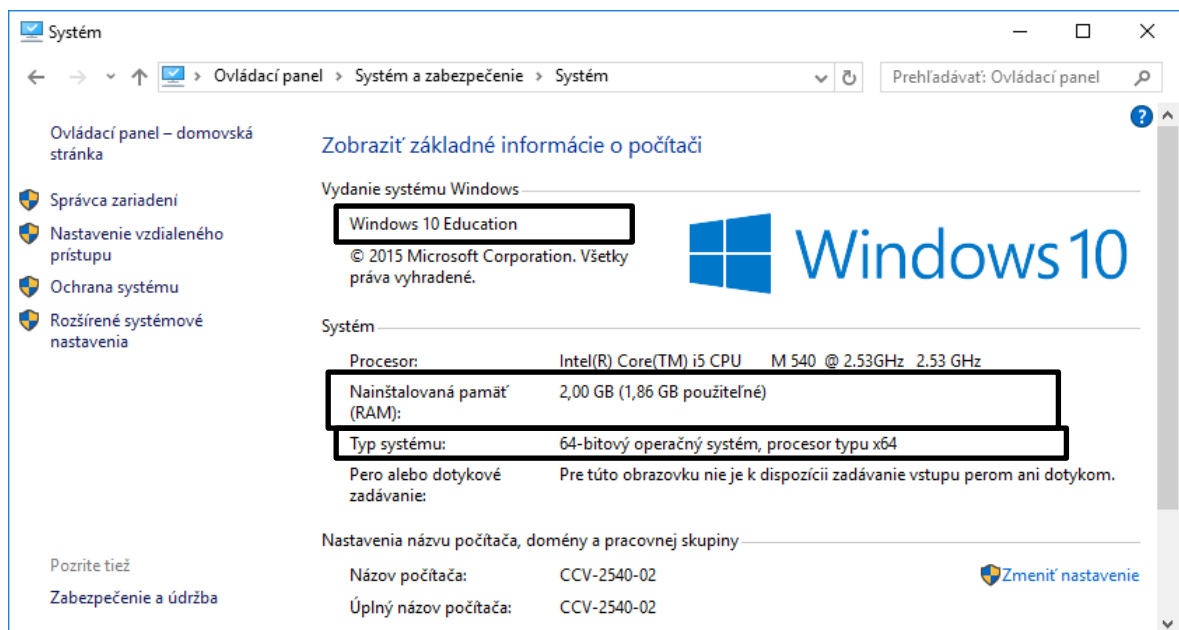 Systém
Ovládací panel > Systém a zabezpečenie > Systém
Prehľadávať: Ovládací panel
Ovládací panel – domovská
stránka
Správca zariadení
Nastavenie vzdialeného
prístupu
Ochrana systému
Rozšírené systémové
nastavenia
Pozrite tiež
Zabezpečenie a údržba
?
Zobraziť základné informácie o počítači
Vydanie systému Windows
Windows 10 Education
© 2015 Microsoft Corporation. Všetky
práva vyhradené.
Windows 10
Systém
Procesor: Intel(R) Core(TM) i5 CPU M 540 @ 2.53GHz 2.53 GHz
Nainštalovaná pamäť 2,00 GB (1,86 GB použiteľné)
(RAM):
Typ systému: 64-bitový operačný systém, procesor typu x64
Pero alebo dotykové Pre túto obrazovku nie je k dispozícii zadávanie vstupu perom ani dotykom.
zadávanie:
Nastavenia názvu počítača, domény a pracovnej skupiny
Názov počítača: CCV-2540-02
Zmeniť nastavenie
Úplný názov počítača: CCV-2540-02